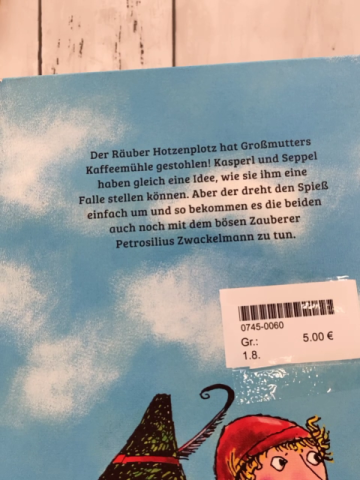 Der Räuber Hotzenplotz hat Großmutters
Kaffeemühle gestohlen! Kasperl und Seppel
haben gleich eine Idee, wie sie ihm eine
Falle stellen können. Aber der dreht den Spieß
einfach um und so bekommen es die beiden
auch noch mit dem bösen Zauberer
Petrosilius Zwackelmann zu tun.
0745-0060
Gr.: 5.00 €
1.8.